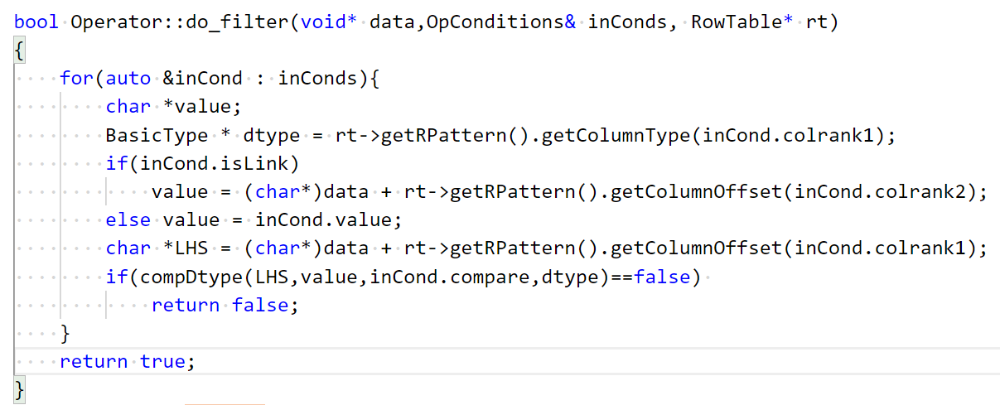 bool Operator::do_filter(void* data,OpConditions& inConds, RowTable* rt)
{
    for(auto &inCond : inConds){
        char *value;
        BasicType * dtype = rt->getRPattern().getColumnType(inCond.colrank1);
        if(inCond.isLink)
            value = (char*)data + rt->getRPattern().getColumnOffset(inCond.colrank2);
        else value = inCond.value;
        char *LHS = (char*)data + rt->getRPattern().getColumnOffset(inCond.colrank1);
        if(compDtype(LHS,value,inCond.compare,dtype)==false)
            return false;
    }
    return true;
}